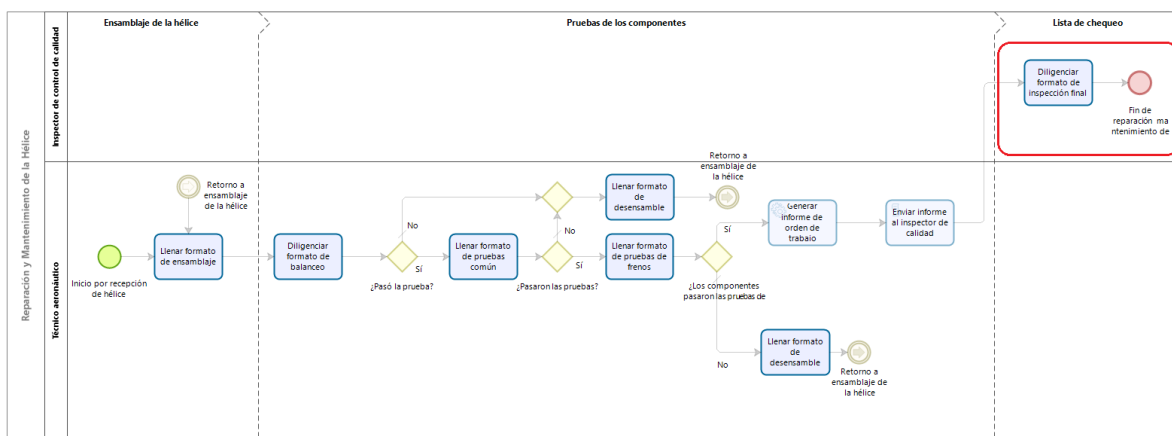 Ensamblaje de la hélice
Pruebas de los componentes
Lista de chequeo
Reparación y Mantenimiento de la Hélice
Inspector de control de calidad
Diligenciar
formato de
inspección final
Fin de
reparación ma
ntenimiento de
Técnico aeronáutico
Retorno a
ensamblaje
de la hélice
Inicio por recepción
de hélice
Llenar formato
de ensamblaje
Diligenciar
formato de
balanceo
¿Pasó la prueba?
No
Sí
Llenar formato
de pruebas
común
¿Pasaron las pruebas?
No
Sí
Llenar formato
de
desensamble
Retorno a
ensamblaje de
la hélice
Llenar formato
de pruebas de
frenos
¿Los componentes
pasaron las pruebas de
Sí
No
Generar
informe de
orden de
trabajo
Enviar informe
al inspector de
calidad
Llenar formato
de
desensamble
Retorno a
ensamblaje de
la hélice